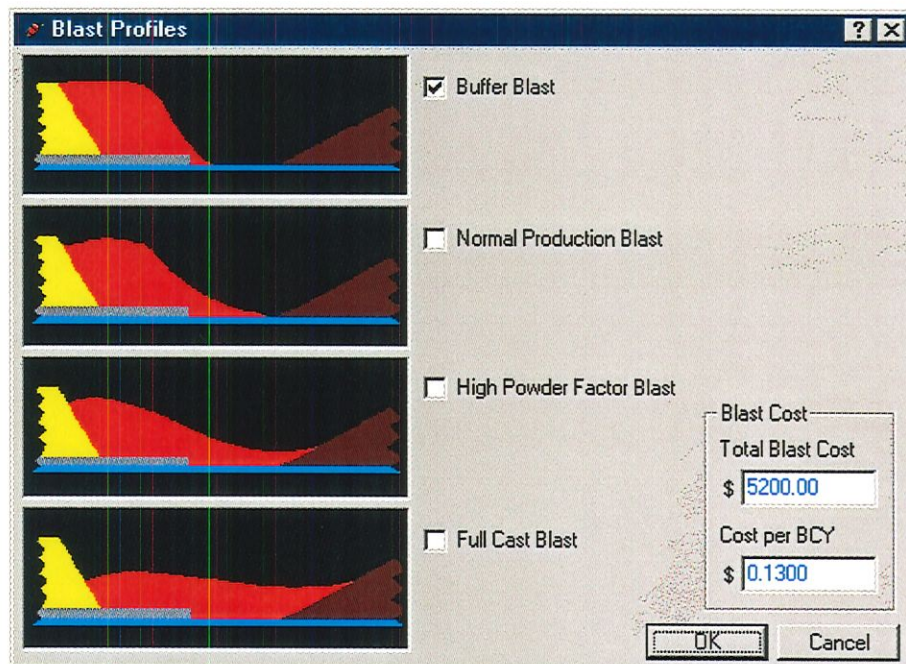 Blast Profiles
Buffer Blast
Normal Production Blast
High Powder Factor Blast
Full Cast Blast
Blast Cost
Total Blast Cost
$ 5200.00
Cost per BCY
$ 0.1300
OK
Cancel